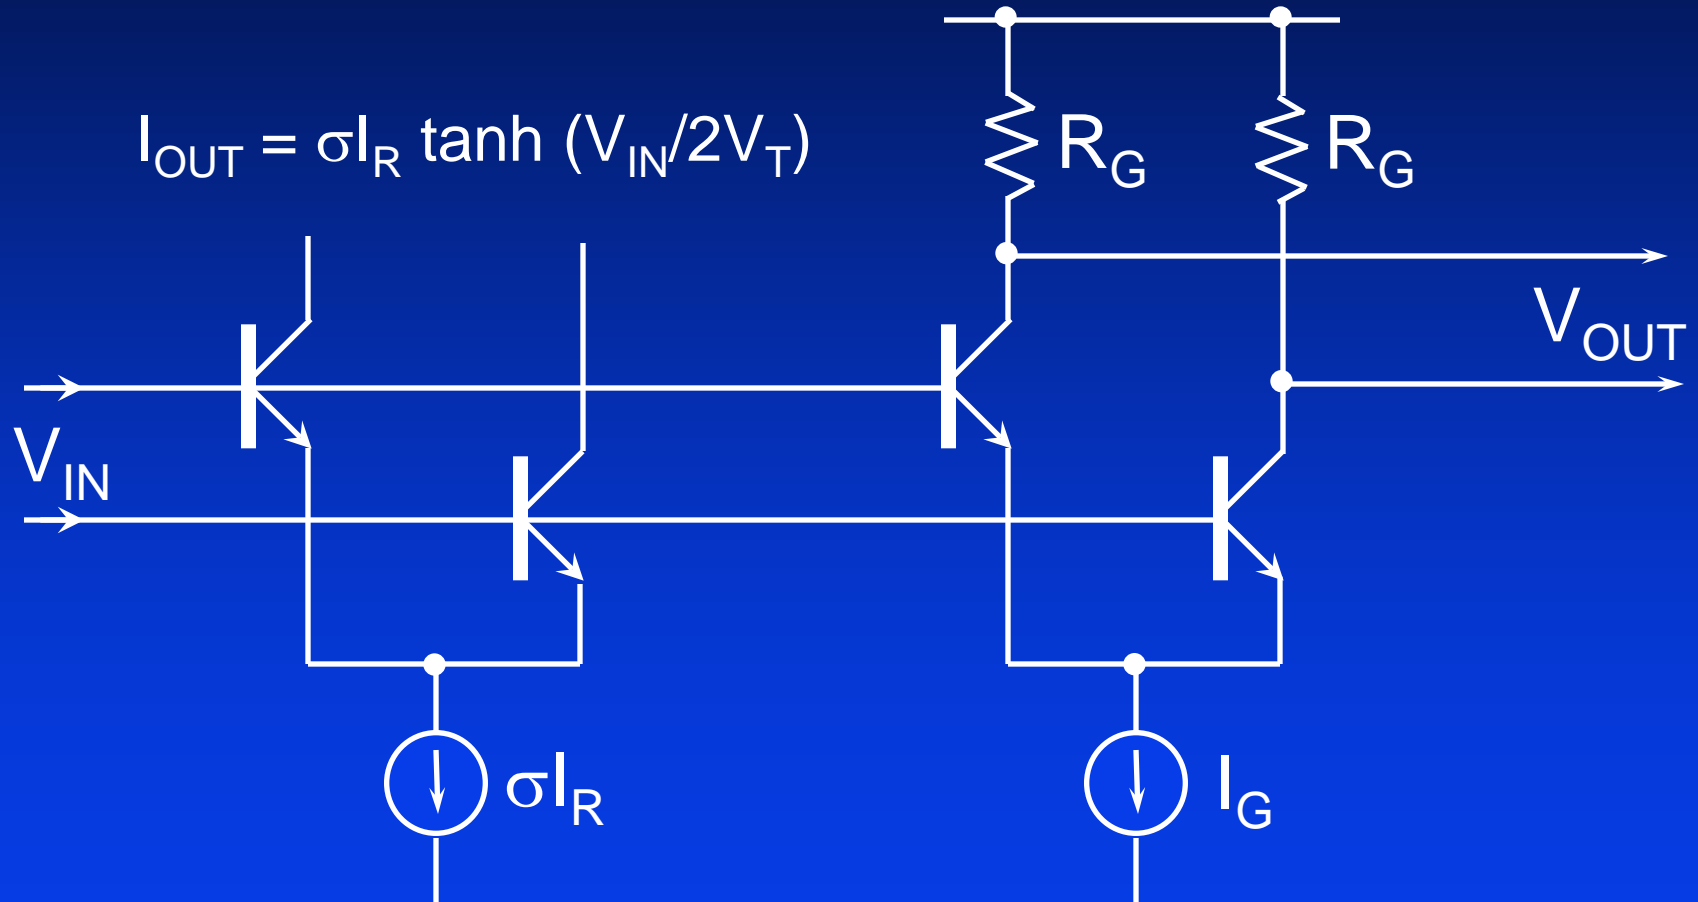 I_OUT = σI_R tanh (V_IN/2V_T)
R_G
R_G
V_OUT
V_IN
σI_R
I_G